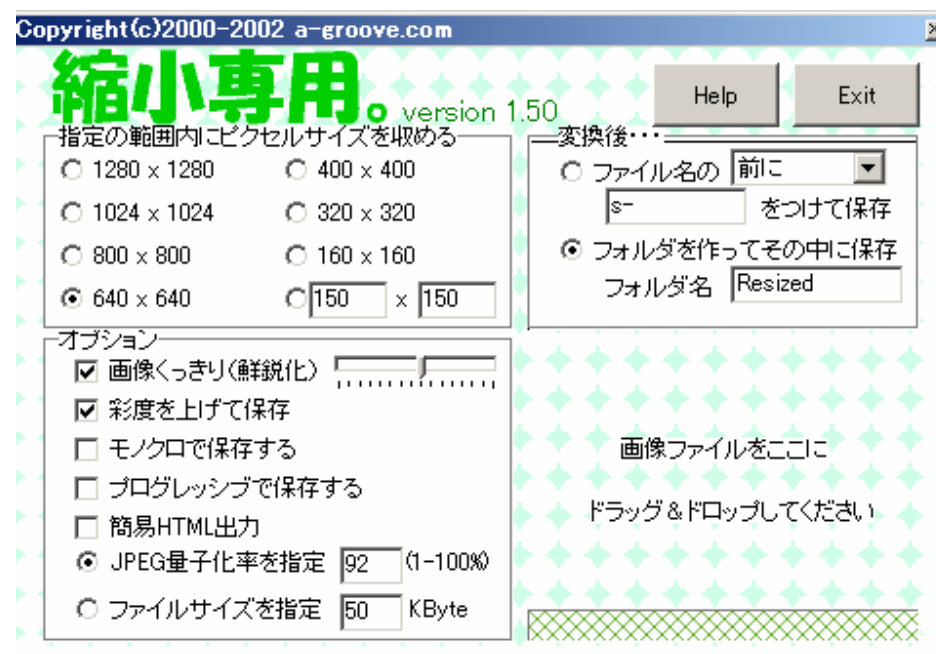 Copyright(c)2000-2002 a-groove.com
縮小専用。version 1.50
Help
Exit
指定の範囲内にピクセルサイズを収める
1280 x 1280
400 x 400
1024 x 1024
320 x 320
800 x 800
160 x 160
640 x 640
150 x 150
変換後・・・
ファイル名の 前に
s- をつけて保存
フォルダを作ってその中に保存
フォルダ名 Resized
オプション
画像くっきり(鮮鋭化)
彩度を上げて保存
モノクロで保存する
プログレッシブで保存する
簡易HTML出力
JPEG量子化率を指定 92 (1-100%)
ファイルサイズを指定 50 KByte
画像ファイルをここに
ドラッグ&ドロップしてください